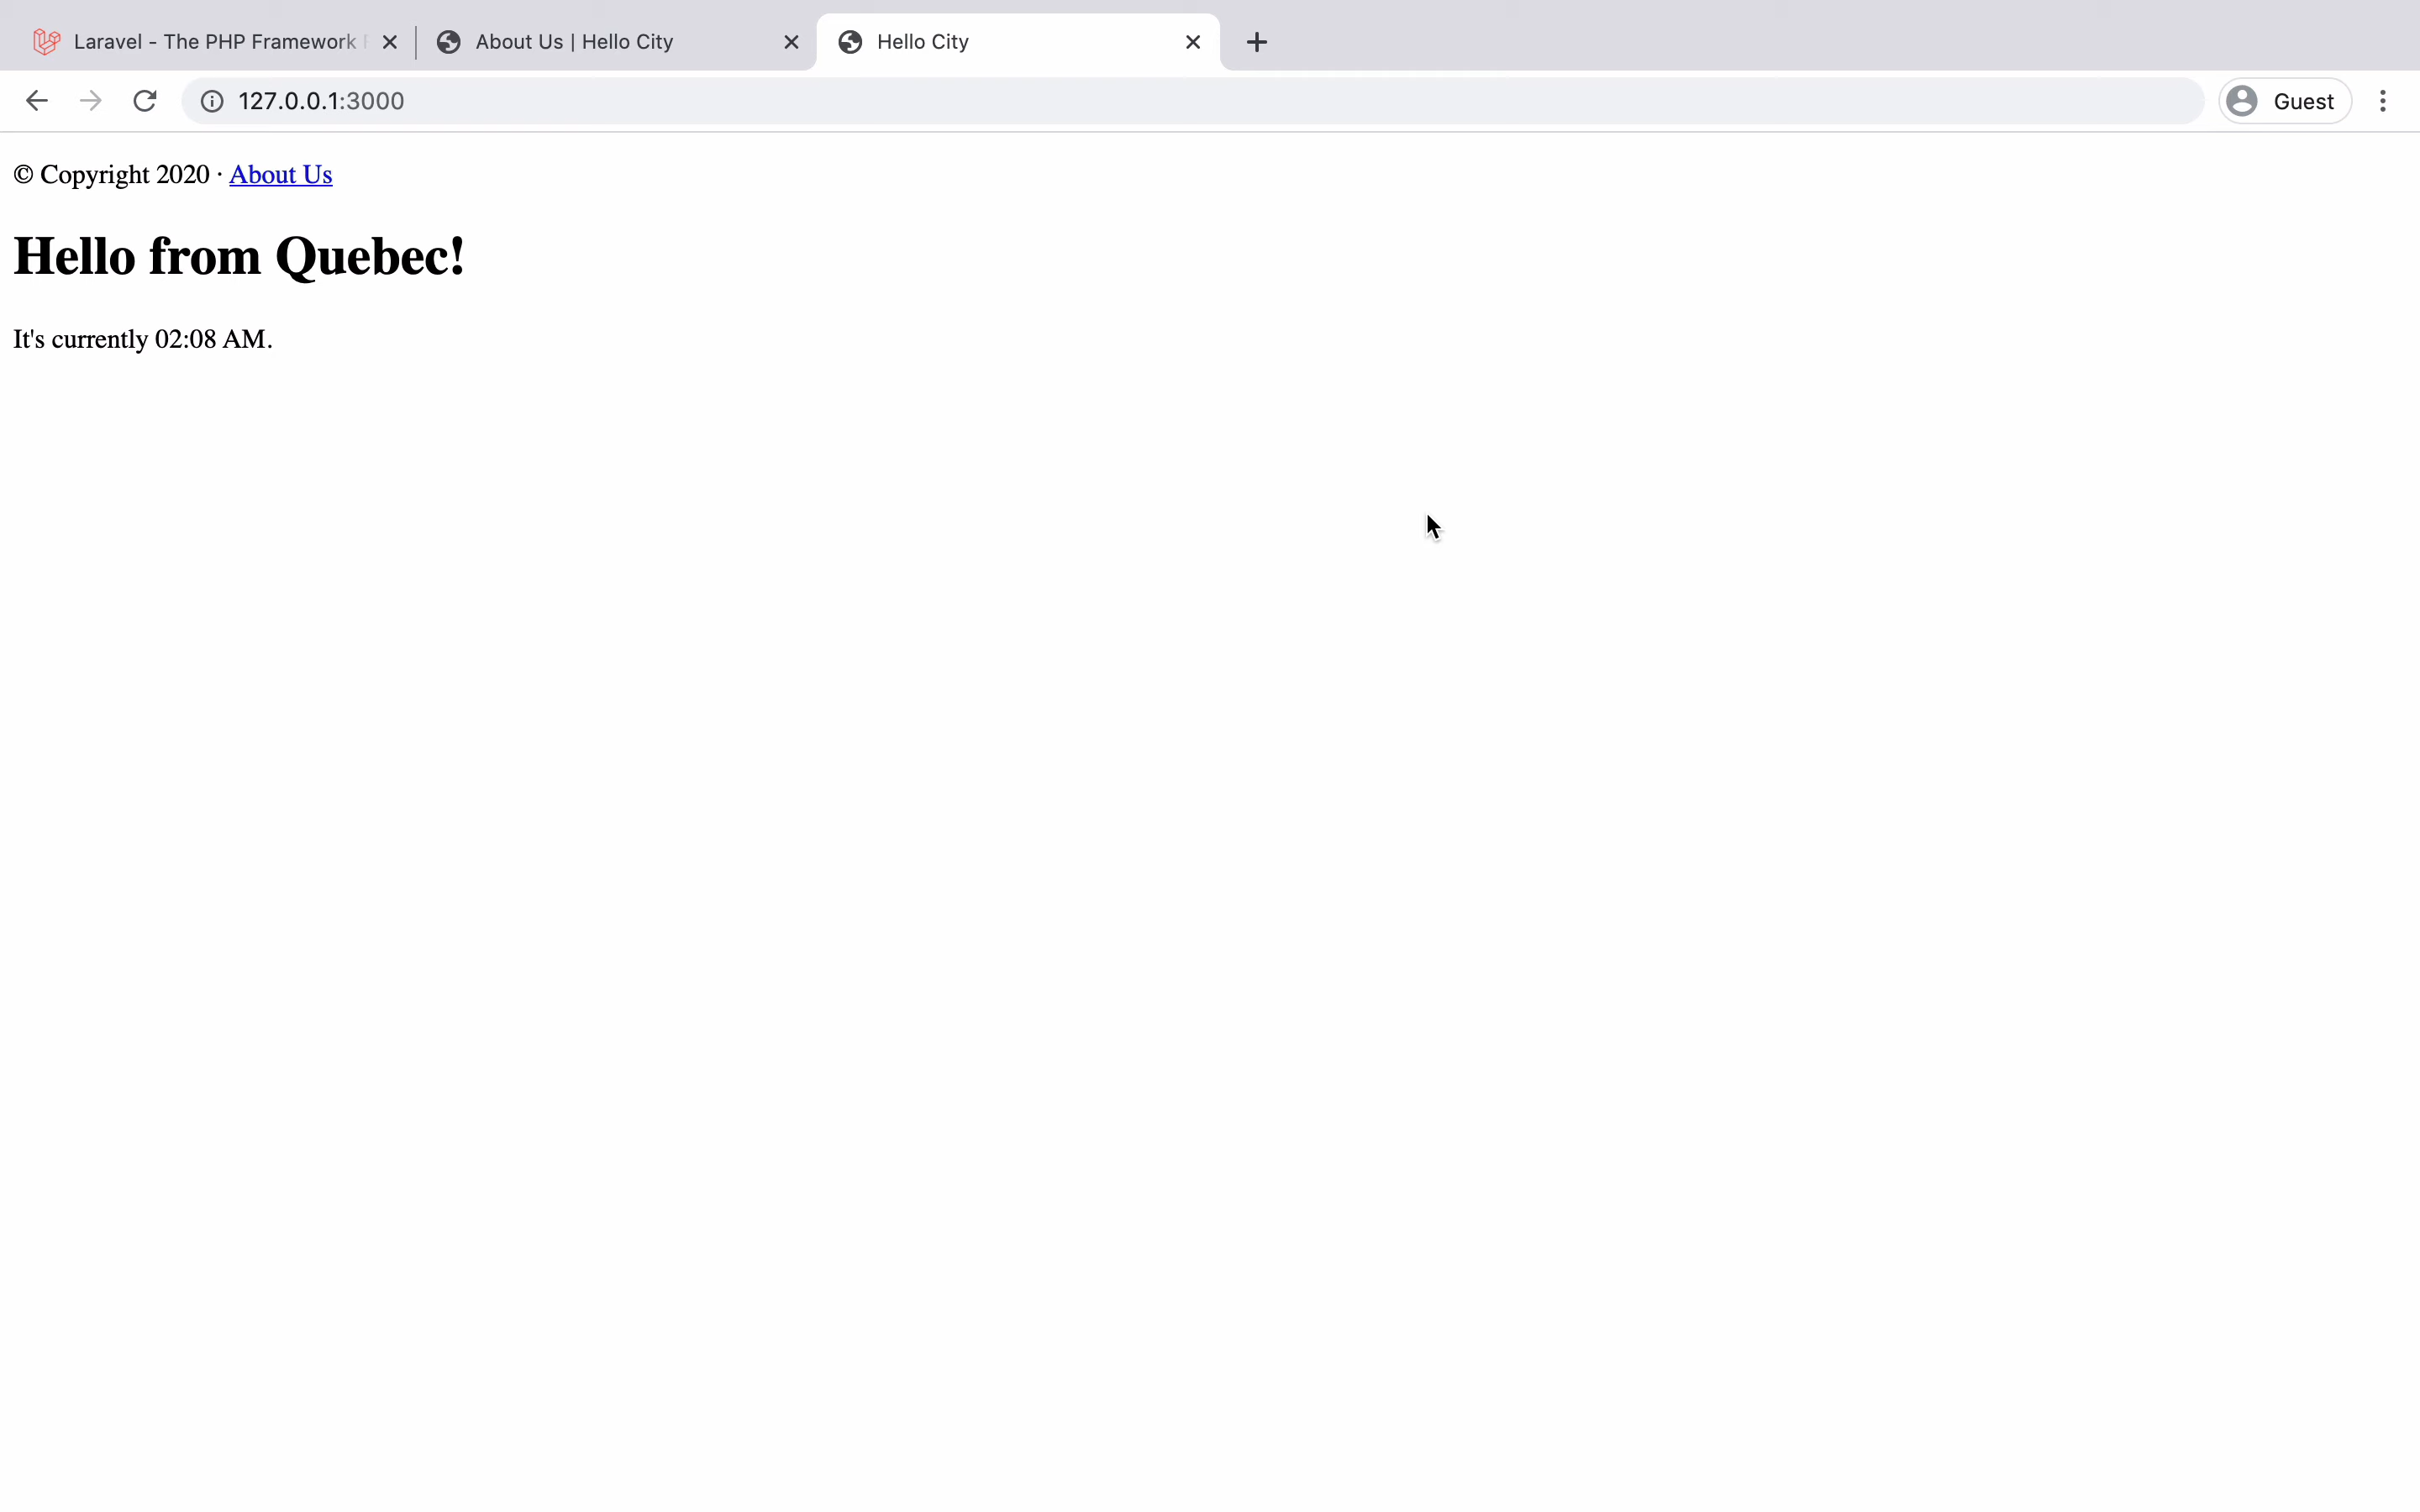 Laravel - The PHP Framework
About Us | Hello City
Hello City
127.0.0.1:3000
Guest
© Copyright 2020 · About Us
Hello from Quebec!
It's currently 02:08 AM.